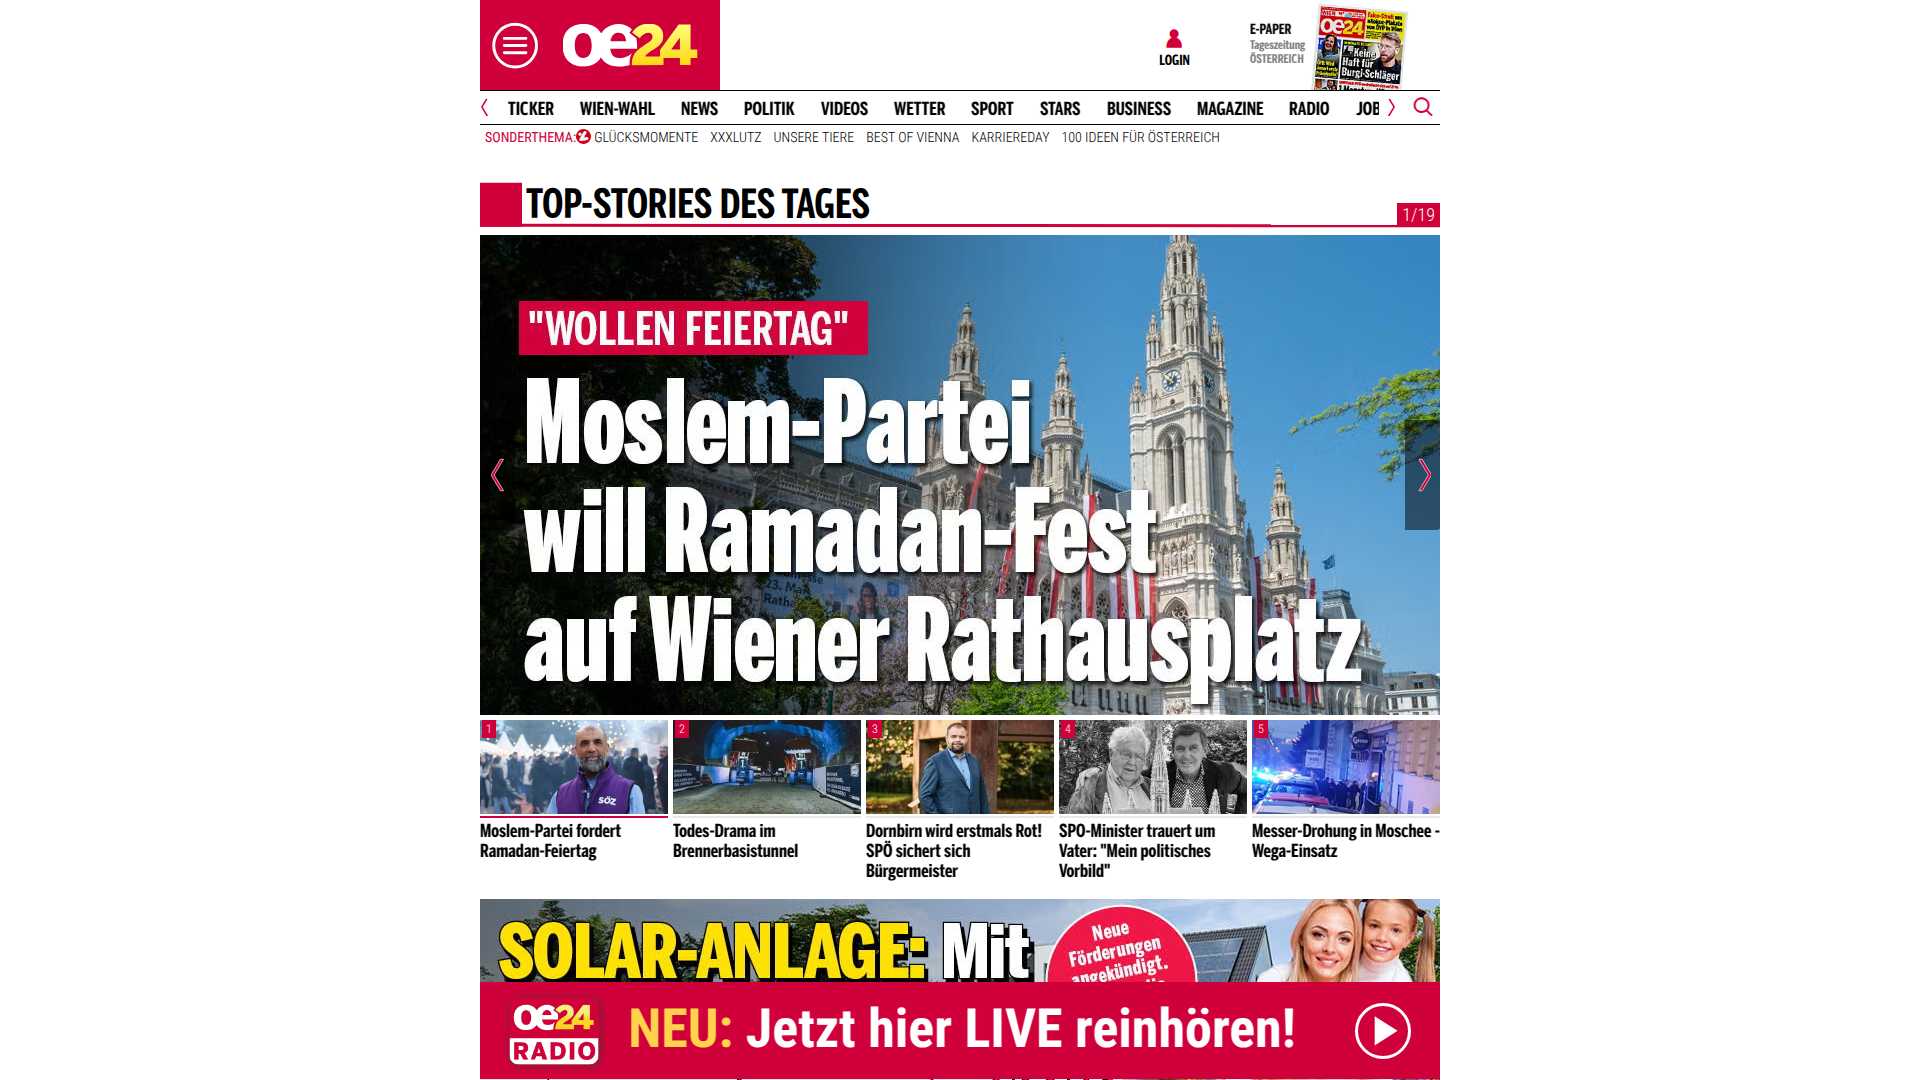 oe24
LOGIN
E-PAPER
Tageszeitung
ÖSTERREICH
oe24
Keine
Haft für
Burgi-Schläger
TICKER WIEN-WAHL NEWS POLITIK VIDEOS WETTER SPORT STARS BUSINESS MAGAZINE RADIO JOB
SONDERTHEMA: GLÜCKSMOMENTE XXXLUTZ UNSERE TIERE BEST OF VIENNA KARRIEREDAY 100 IDEEN FÜR ÖSTERREICH
TOP-STORIES DES TAGES
1/19
"WOLLEN FEIERTAG"
Moslem-Partei
will Ramadan-Fest
auf Wiener Rathausplatz
23. Mai
1
SÖZ
Moslem-Partei fordert
Ramadan-Feiertag
2
Todes-Drama im
Brennerbasistunnel
3
Dornbirn wird erstmals Rot!
SPÖ sichert sich
Bürgermeister
4
SPÖ-Minister trauert um
Vater: "Mein politisches
Vorbild"
5
Messer-Drohung in Moschee -
Wega-Einsatz
SOLAR-ANLAGE: Mit
Neue
Förderungen
angekündigt.
oe24
RADIO
NEU: Jetzt hier LIVE reinhören!